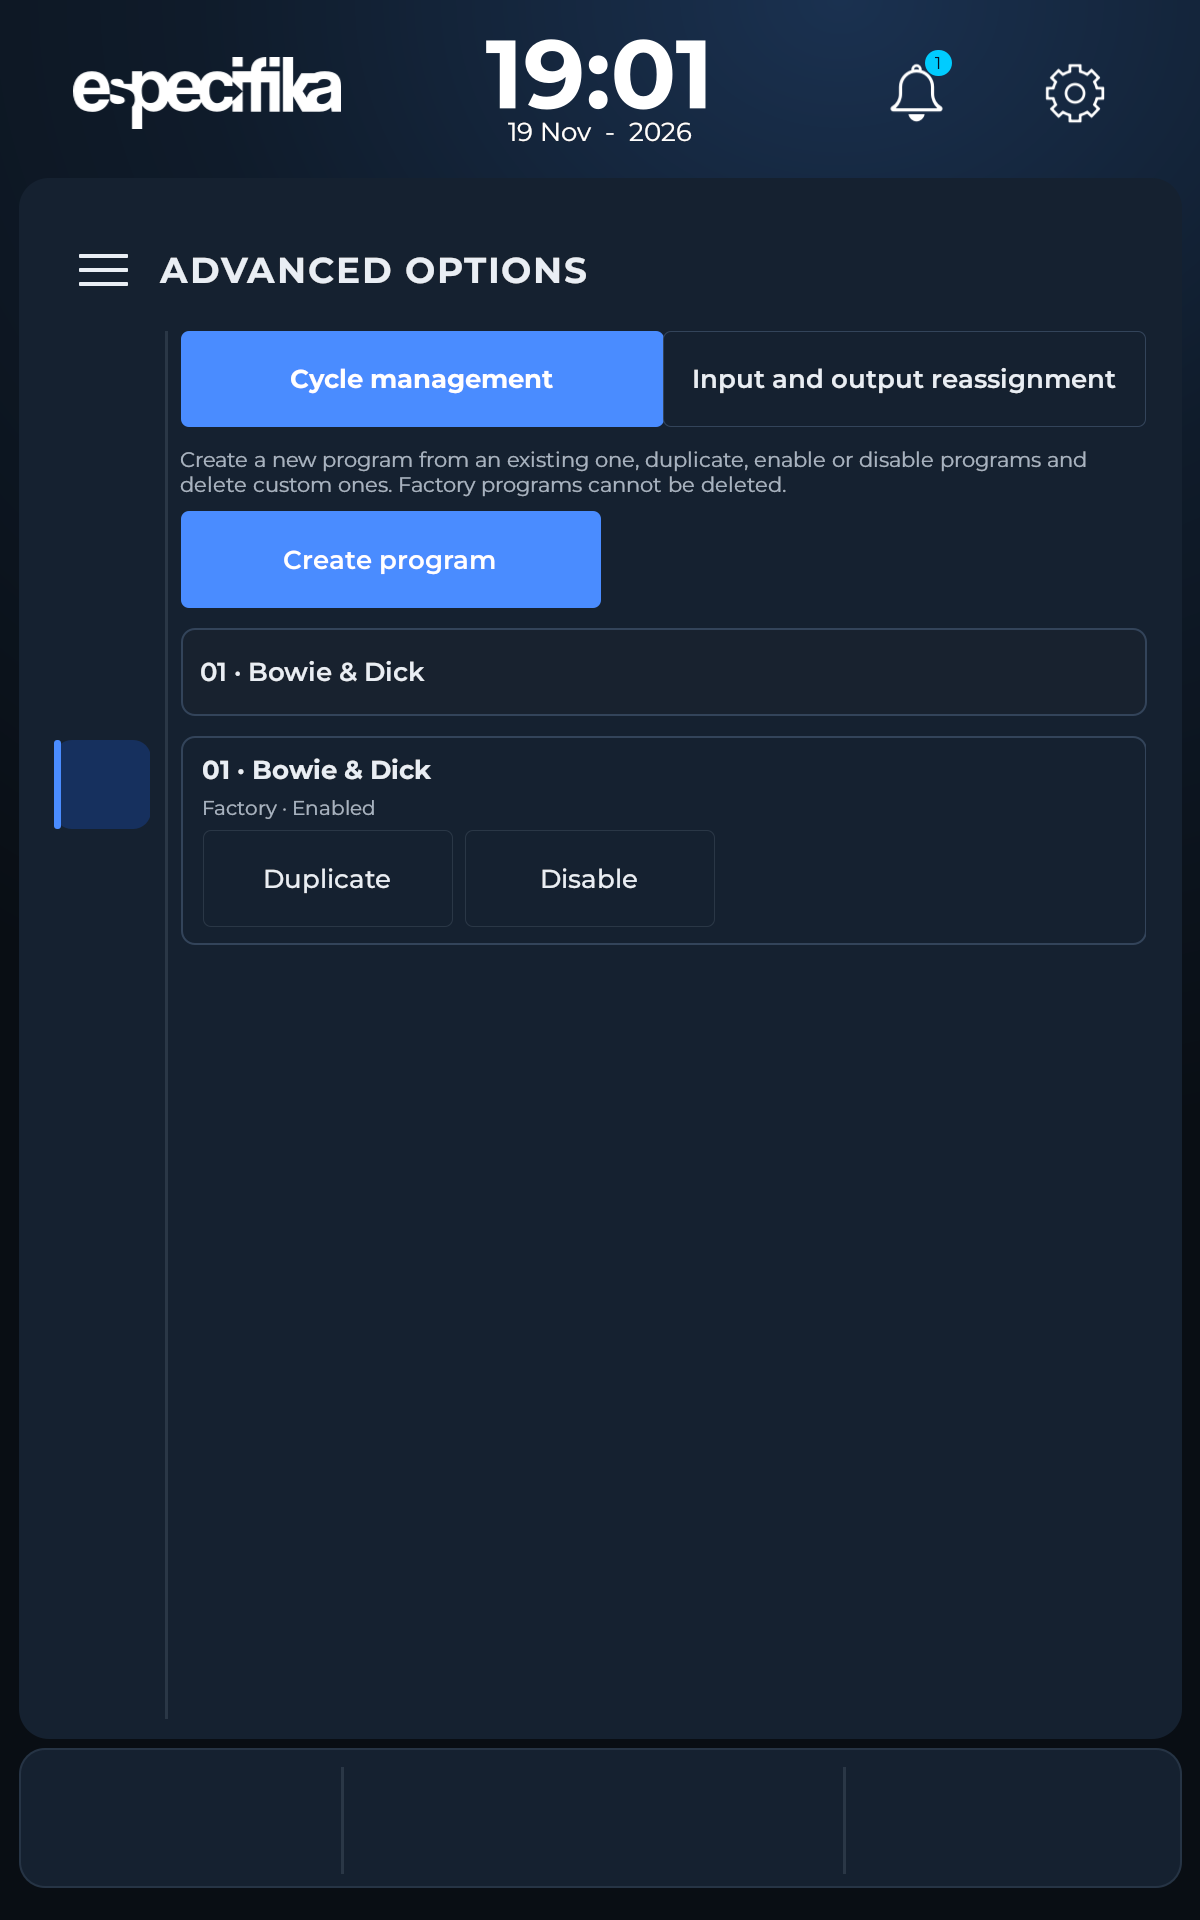 especifika
19:01
19 Nov - 2026
1
ADVANCED OPTIONS
Cycle management
Input and output reassignment
Create a new program from an existing one, duplicate, enable or disable programs and
delete custom ones. Factory programs cannot be deleted.
Create program
01 · Bowie & Dick
01 · Bowie & Dick
Factory · Enabled
Duplicate
Disable